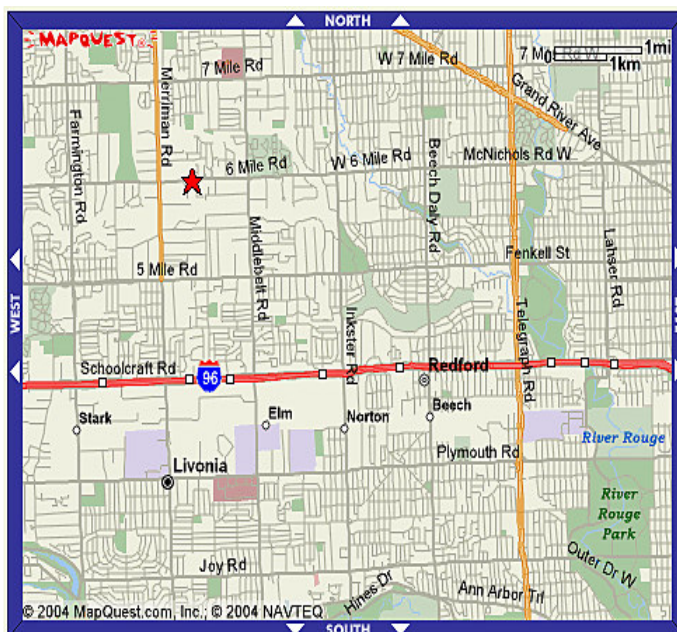 NORTH
MAPQUEST
7 Mile Rd
W 7 Mile Rd
7 Mi Rd W
0
1mi
1km
Grand River Ave
Merriman Rd
Farmington Rd
6 Mile Rd
W 6 Mile Rd
McNichols Rd W
Beech Daly Rd
Middlebelt Rd
5 Mile Rd
Fenkell St
Lahser Rd
WEST
Inkster Rd
Telegraph Rd
Schoolcraft Rd
96
Redford
Stark
Elm
Norton
Beech
River Rouge
Plymouth Rd
Livonia
River
Rouge
Park
Joy Rd
Outer Dr W
Hines Dr
Ann Arbor Trl
© 2004 MapQuest.com, Inc.; © 2004 NAVTEQ
SOUTH